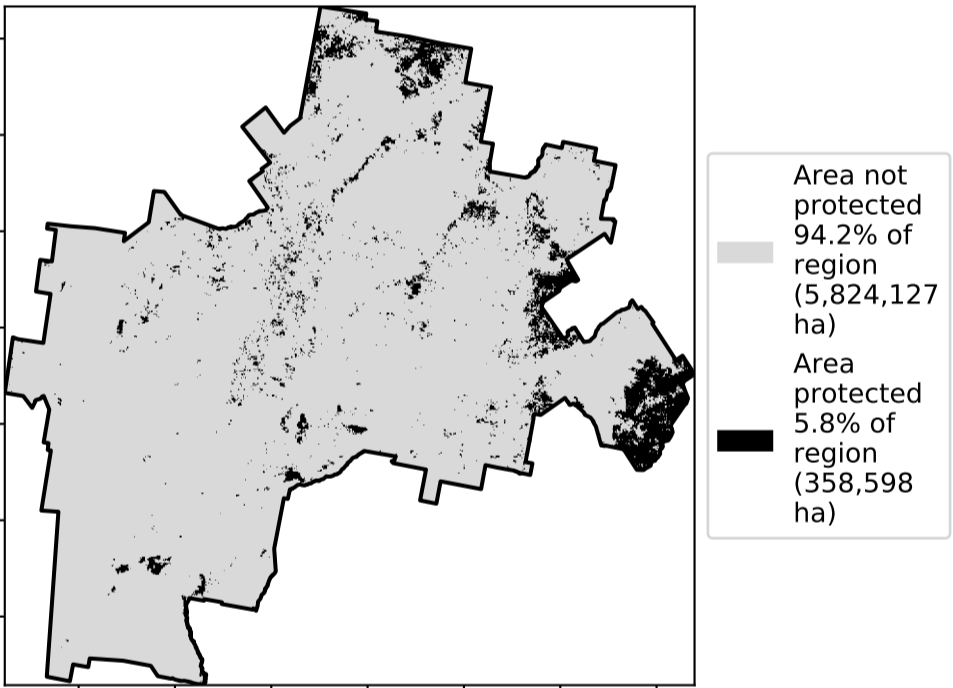 Area not
protected
94.2% of
region
(5,824,127
ha)
Area
protected
5.8% of
region
(358,598
ha)